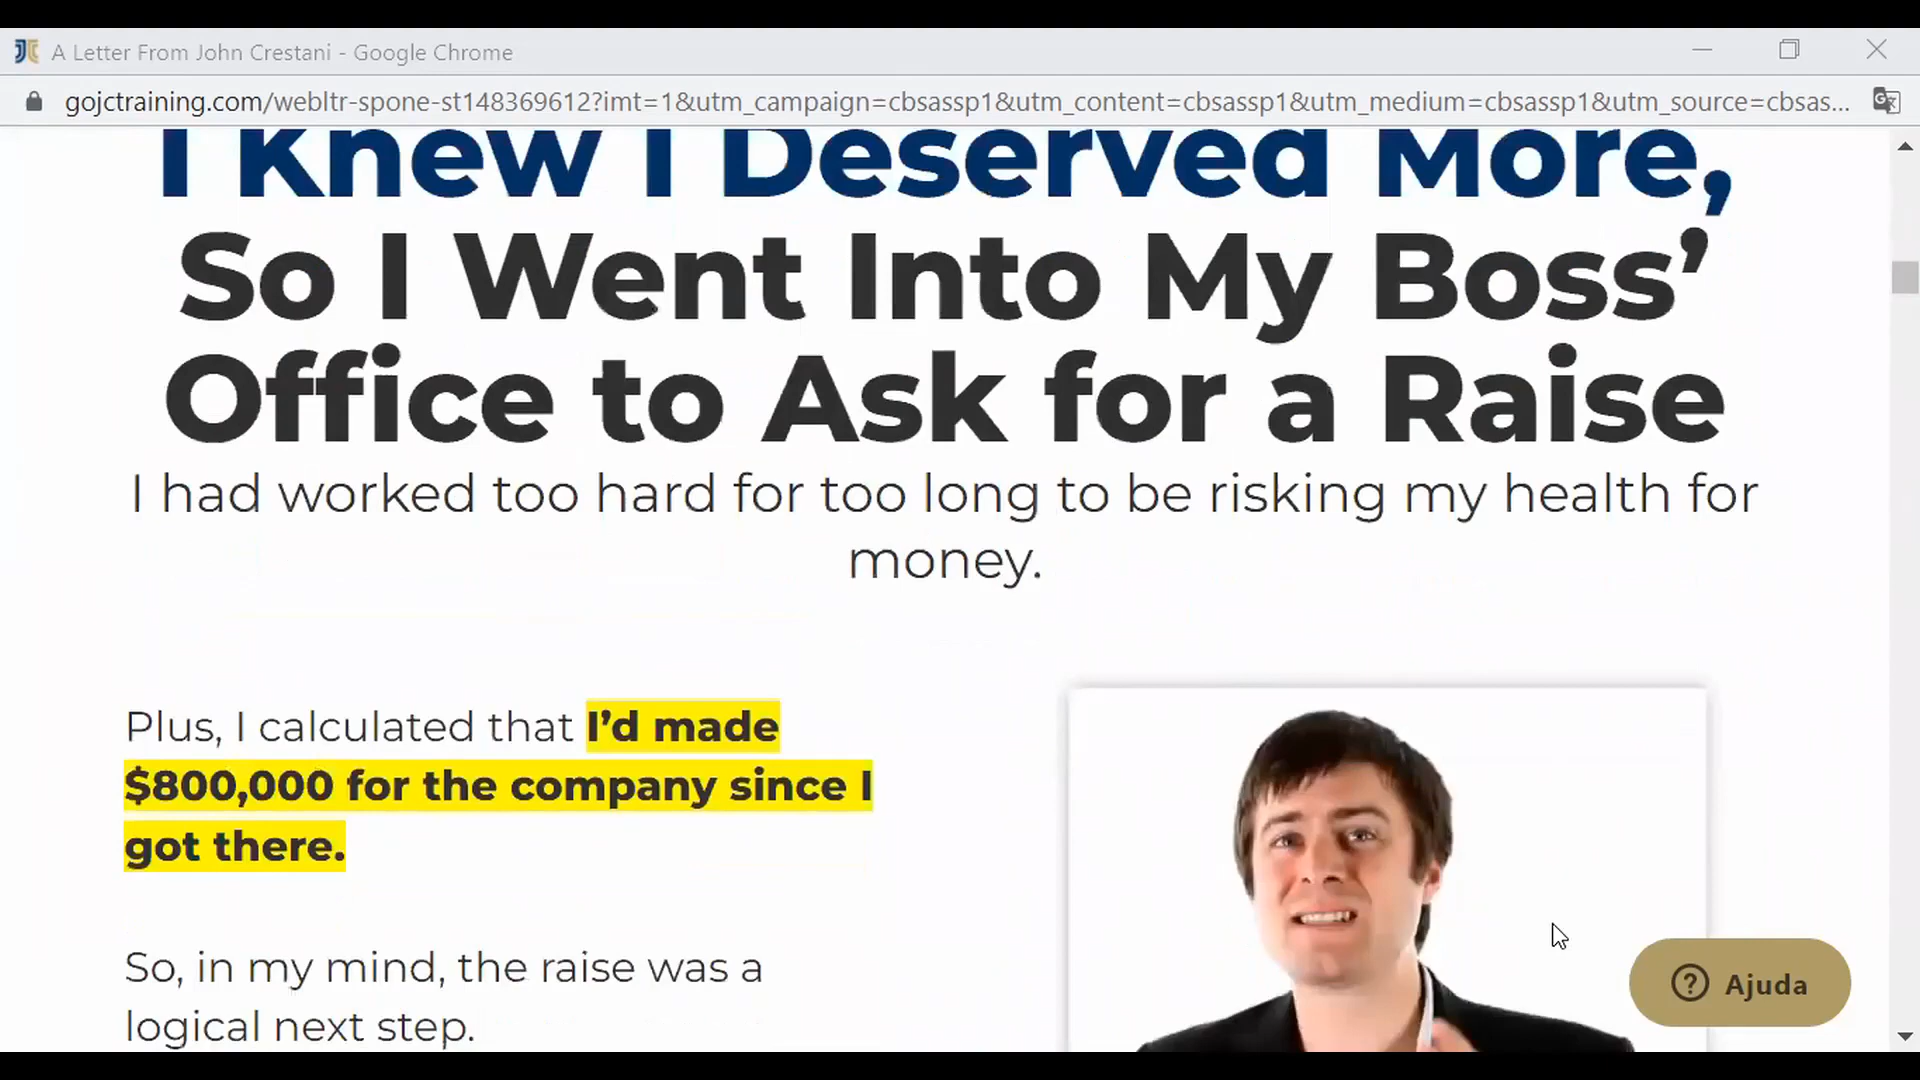 A Letter From John Crestani - Google Chrome
gojctraining.com/webltr-spone-st148369612?imt=1&utm_campaign=cbsassp1&utm_content=cbsassp1&utm_medium=cbsassp1&utm_source=cbsas...
I Knew I Deserved More,
So I Went Into My Boss’
Office to Ask for a Raise
I had worked too hard for too long to be risking my health for
money.
Plus, I calculated that I’d made
$800,000 for the company since I
got there.
So, in my mind, the raise was a
logical next step.
Ajuda